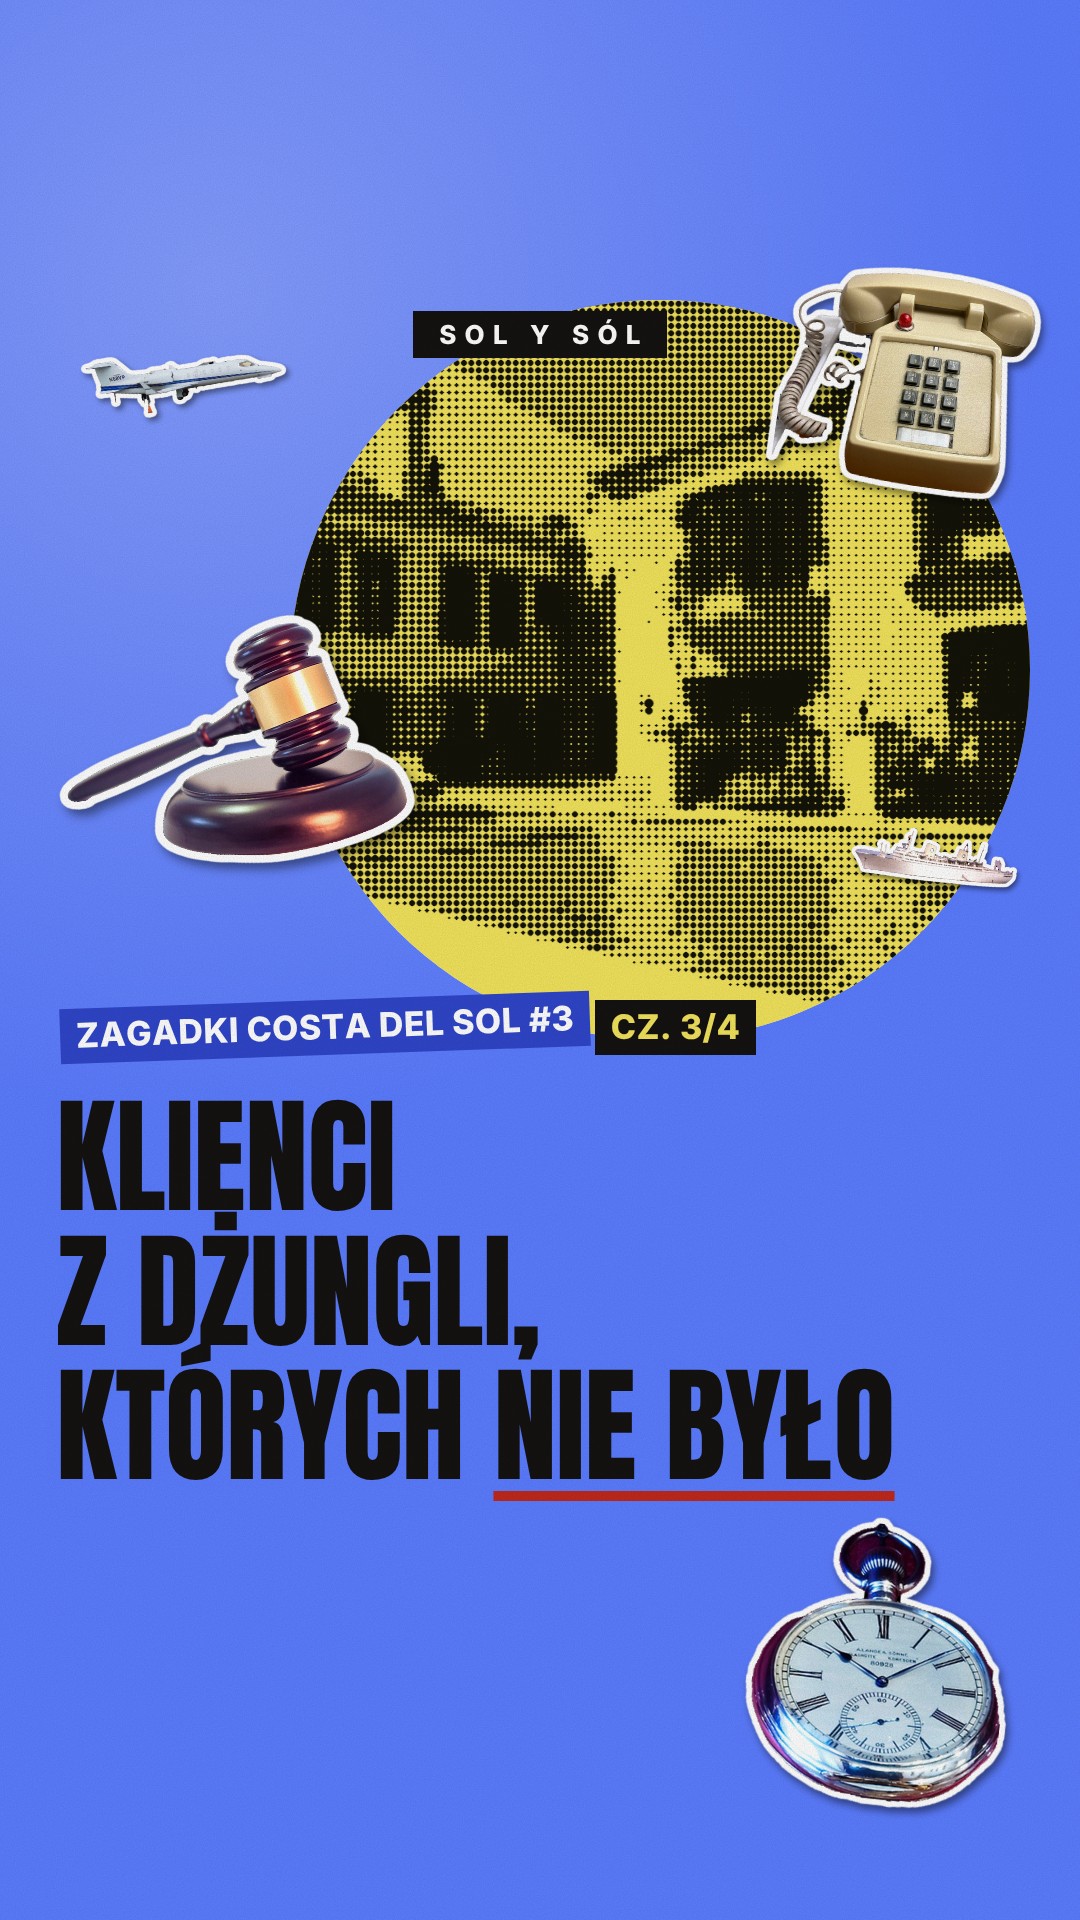 SOL Y SÓL
ZAGADKI COSTA DEL SOL #3
CZ. 3/4
KLIENCI
Z DŻUNGLI,
KTÓRYCH NIE BYŁO